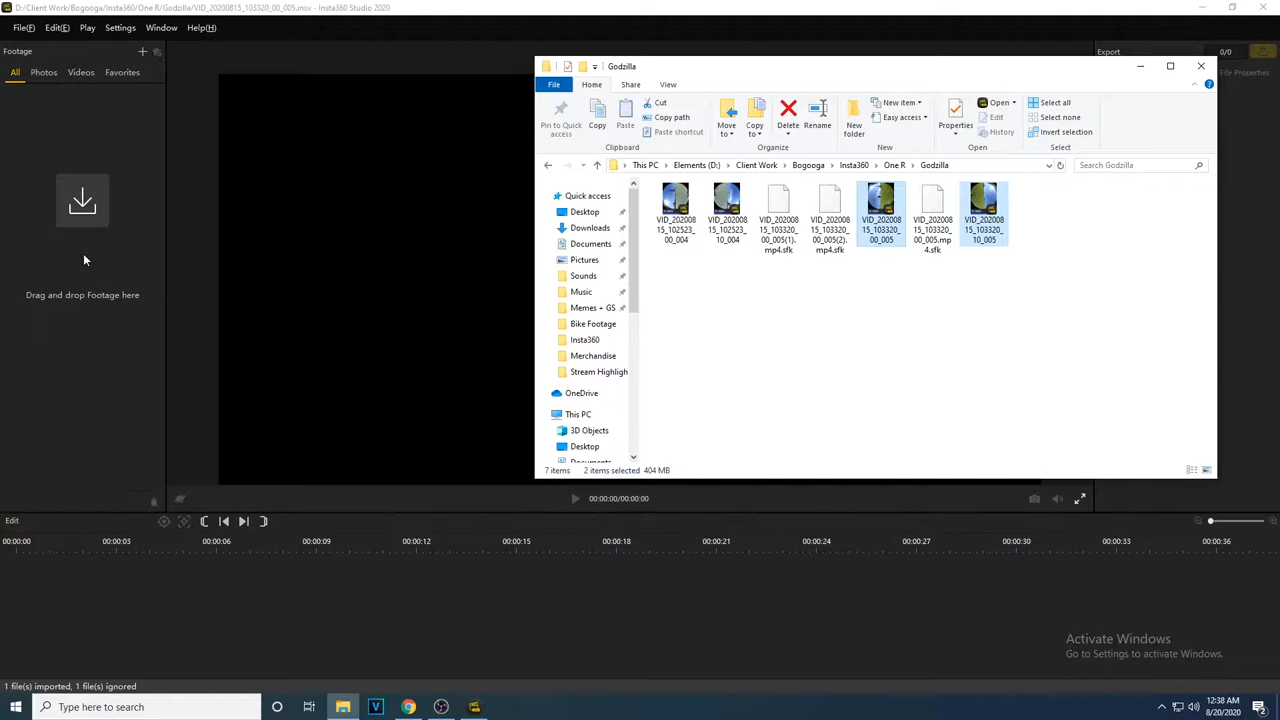 D:/Client Work/Bogooga/Insta360/One R/Godzilla/VID_20200815_103320_00_005.insv - Insta360 Studio 2020
File(F) Edit(E) Play Settings Window Help(H)
Footage
All Photos Videos Favorites
Drag and drop Footage here
Export 0/0
File Properties
Godzilla
File Home Share View
Pin to Quick access
Copy
Paste
Cut
Copy path
Paste shortcut
Clipboard
Move to
Copy to
Delete
Rename
Organize
New folder
New item
Easy access
New
Properties
Open
Edit
History
Open
Select all
Select none
Invert selection
Select
This PC > Elements (D:) > Client Work > Bogooga > Insta360 > One R > Godzilla
Search Godzilla
Quick access
Desktop
Downloads
Documents
Pictures
Sounds
Music
Memes + GS
Bike Footage
Insta360
Merchandise
Stream Highligh
OneDrive
This PC
3D Objects
Desktop
Documents
VID_20200815_102523_00_004
VID_20200815_102523_10_004
VID_20200815_103320_00_005(1).mp4.sfk
VID_20200815_103320_00_005(2).mp4.sfk
VID_20200815_103320_00_005
VID_20200815_103320_00_005.mp4.sfk
VID_20200815_103320_10_005
7 items 2 items selected 404 MB
00:00:00/00:00:00
Edit
00:00:00 00:00:03 00:00:06 00:00:09 00:00:12 00:00:15 00:00:18 00:00:21 00:00:24 00:00:27 00:00:30 00:00:33 00:00:36
Activate Windows
Go to Settings to activate Windows.
1 file(s) imported, 1 file(s) ignored
Type here to search
12:38 AM
8/20/2020
2